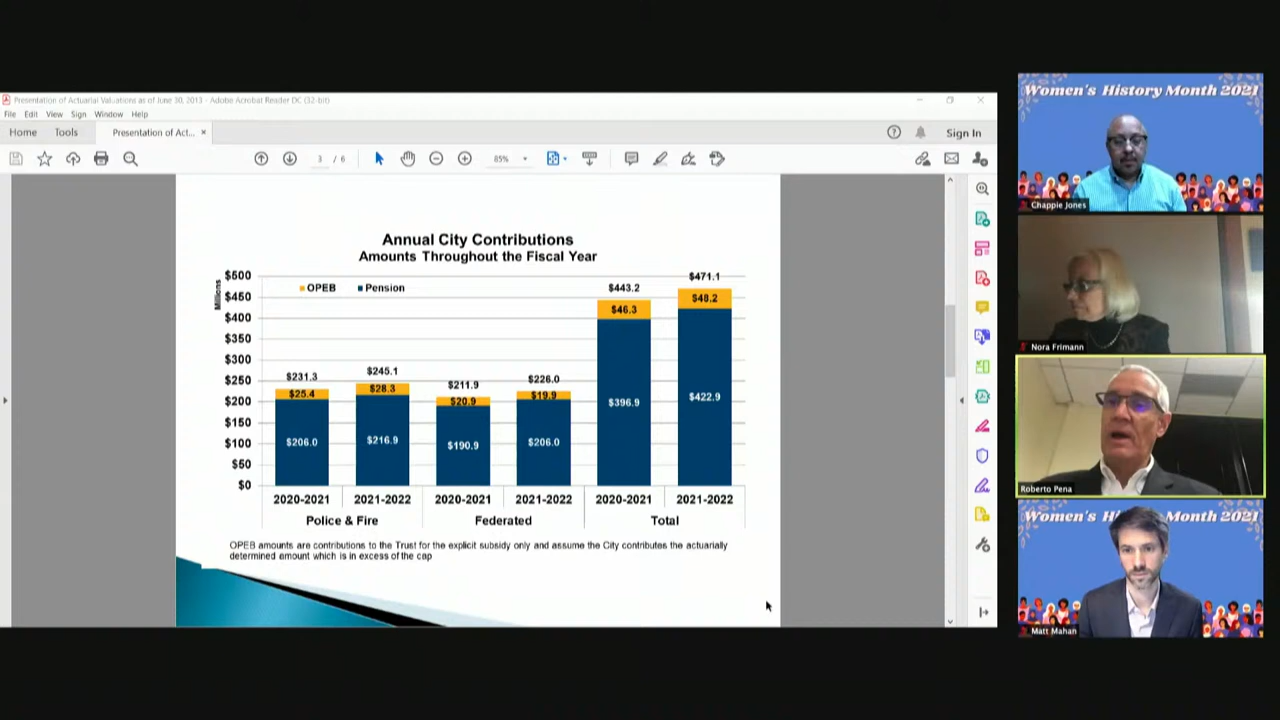 Presentation of Actuarial Valuations as of June 30, 2013 - Adobe Acrobat Reader DC (32-bit)
File Edit View Sign Window Help
Home Tools Presentation of Act... × Sign In
3 / 6 85%
Annual City Contributions
Amounts Throughout the Fiscal Year
Millions
OPEB Pension
$500
$450
$400
$350
$300
$250
$200
$150
$100
$50
$0
$231.3 $245.1 $211.9 $226.0 $443.2 $471.1
$25.4 $28.3 $20.9 $19.9 $46.3 $48.2
$206.0 $216.9 $190.9 $206.0 $396.9 $422.9
2020-2021 2021-2022 2020-2021 2021-2022 2020-2021 2021-2022
Police & Fire Federated Total
OPEB amounts are contributions to the Trust for the explicit subsidy only and assume the City contributes the actuarially
determined amount which is in excess of the cap
Women's History Month 2021
Chappie Jones
Nora Frimann
Roberto Pena
Women's His Month 2021
Matt Mahan